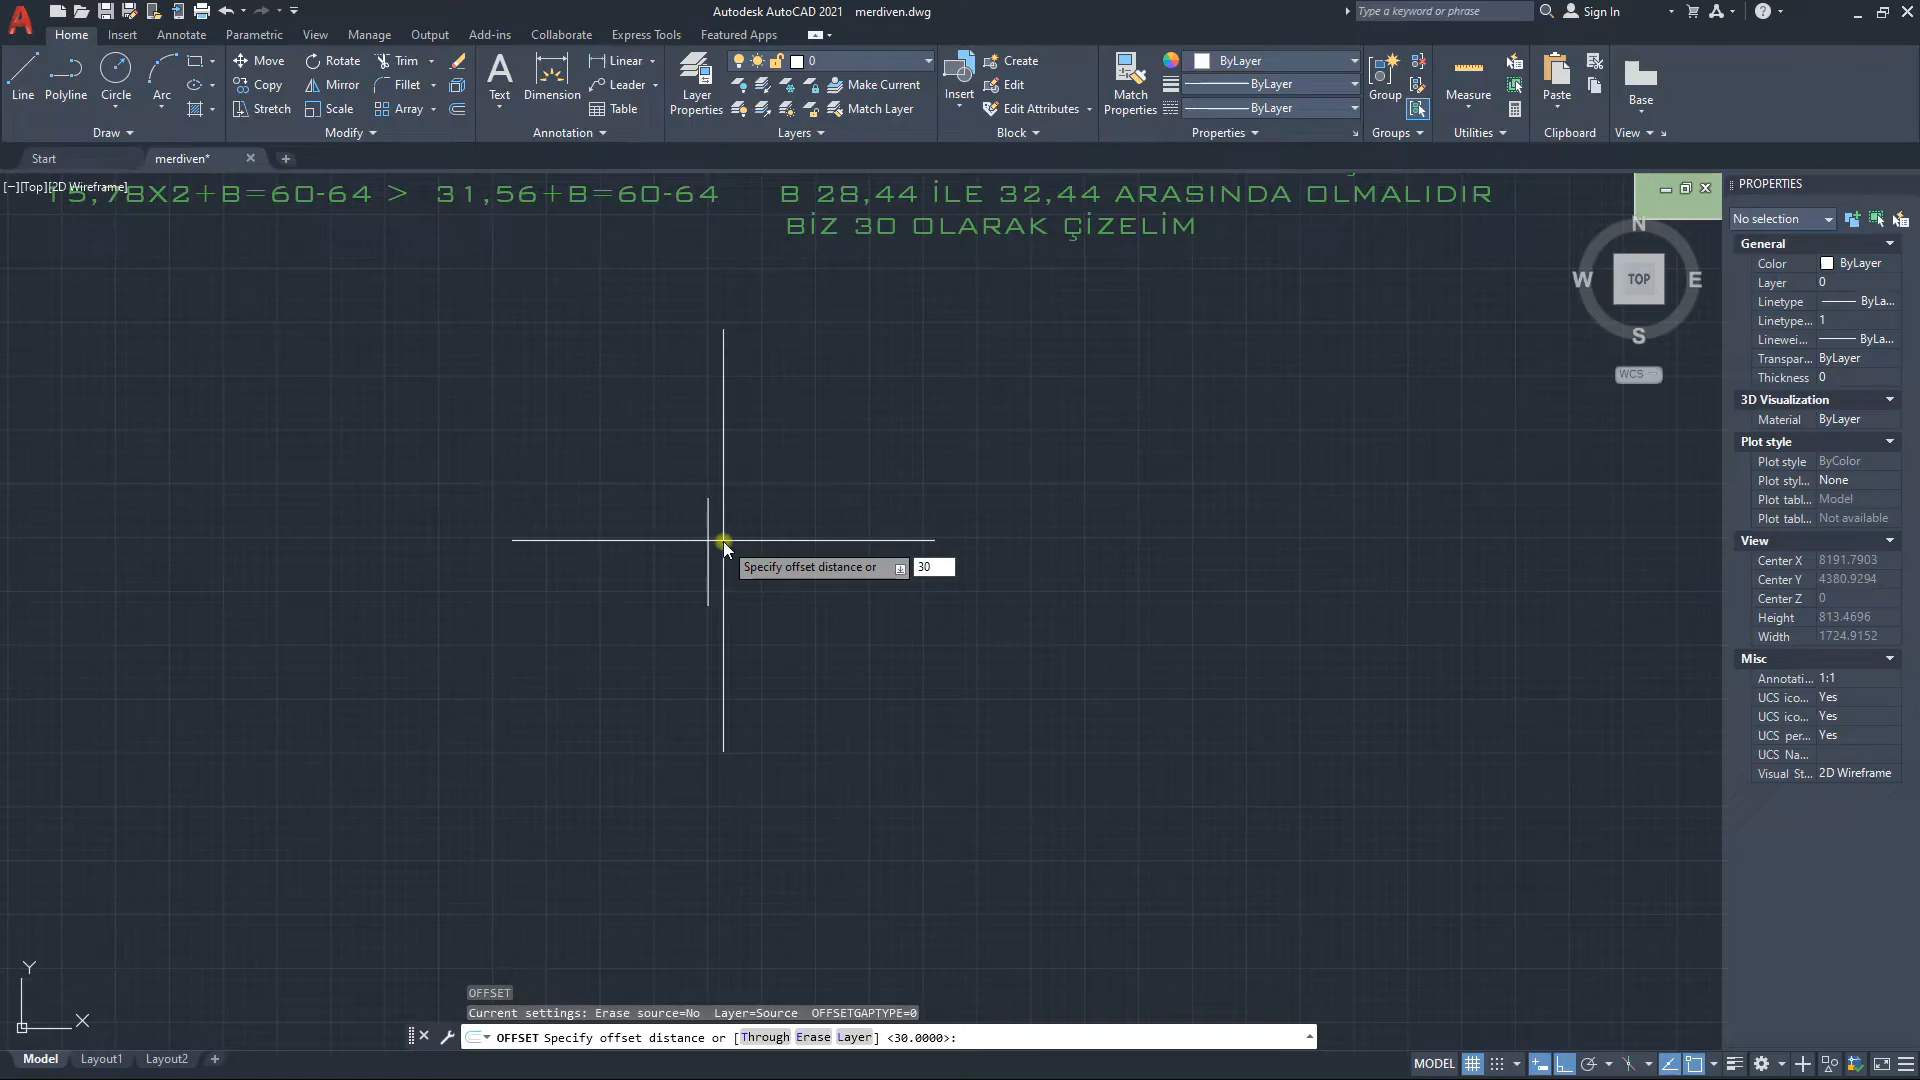 Autodesk AutoCAD 2021 merdiven.dwg
Type a keyword or phrase
Sign In
Home Insert Annotate Parametric View Manage Output Add-ins Collaborate Express Tools Featured Apps
Line Polyline Circle Arc
Move Rotate Trim
Copy Mirror Fillet
Stretch Scale Array
Text Dimension
Linear
Leader
Table
Layer Properties
0
Make Current
Match Layer
Insert
Create
Edit
Edit Attributes
Match Properties
ByLayer
ByLayer
ByLayer
Group
Measure
Paste
Base
Draw Modify Annotation Layers Block Properties Groups Utilities Clipboard View
Start merdiven*
[−][Top][2D Wireframe]
15,78X2+B=60-64 > 31,56+B=60-64 B 28,44 İLE 32,44 ARASINDA OLMALIDIR
BİZ 30 OLARAK ÇİZELİM
N
W TOP E
S
WCS
PROPERTIES
No selection
General
Color ByLayer
Layer 0
Linetype ByLa...
Linetype... 1
Linewei... ByLa...
Transpar... ByLayer
Thickness 0
3D Visualization
Material ByLayer
Plot style
Plot style ByColor
Plot styl... None
Plot tabl... Model
Plot tabl... Not available
View
Center X 8191.7903
Center Y 4380.9294
Center Z 0
Height 813.4696
Width 1724.9152
Misc
Annotati... 1:1
UCS ico... Yes
UCS ico... Yes
UCS per... Yes
UCS Na...
Visual St... 2D Wireframe
Specify offset distance or 30
Y
X
OFFSET
Current settings: Erase source=No Layer=Source OFFSETGAPTYPE=0
OFFSET Specify offset distance or [Through Erase Layer] <30.0000>:
Model Layout1 Layout2
MODEL